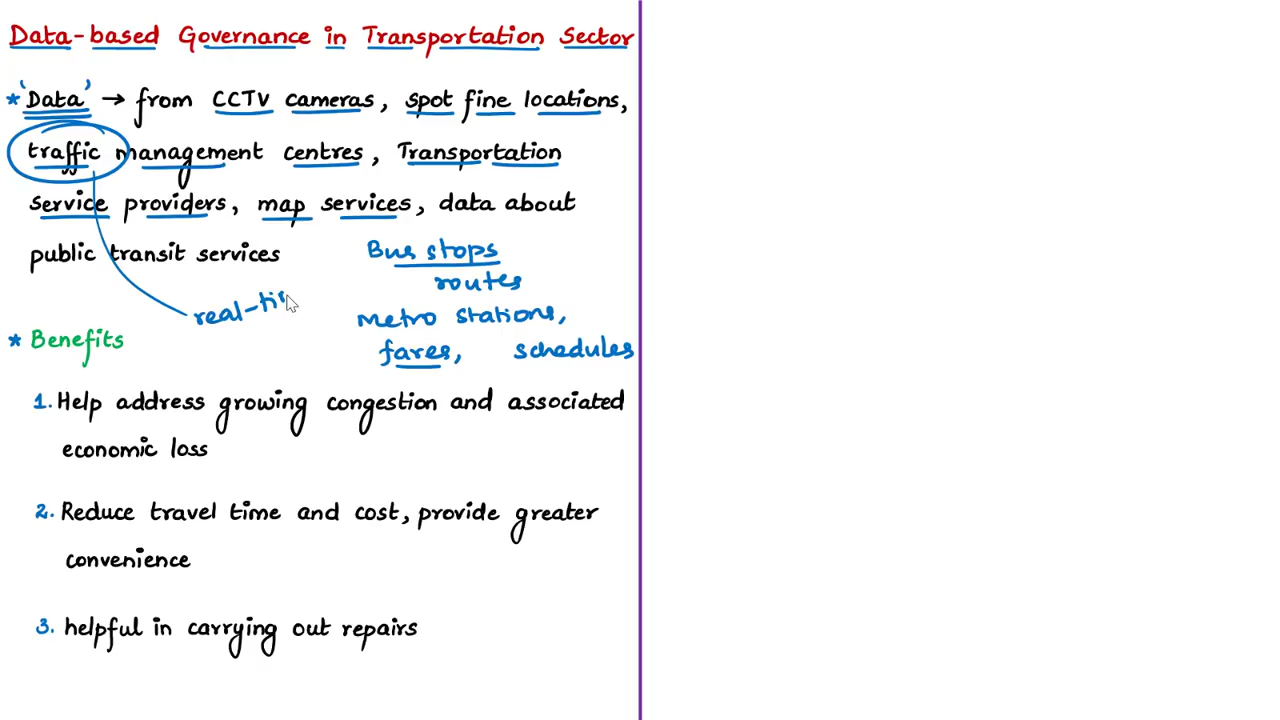 Data-based Governance in Transportation Sector
* 'Data' → from CCTV cameras, spot fine locations,
traffic management centres, Transportation
service providers, map services, data about
public transit services
Bus stops
routes
real-ti
metro stations,
fares, schedules
* Benefits
1. Help address growing congestion and associated
economic loss
2. Reduce travel time and cost, provide greater
convenience
3. helpful in carrying out repairs